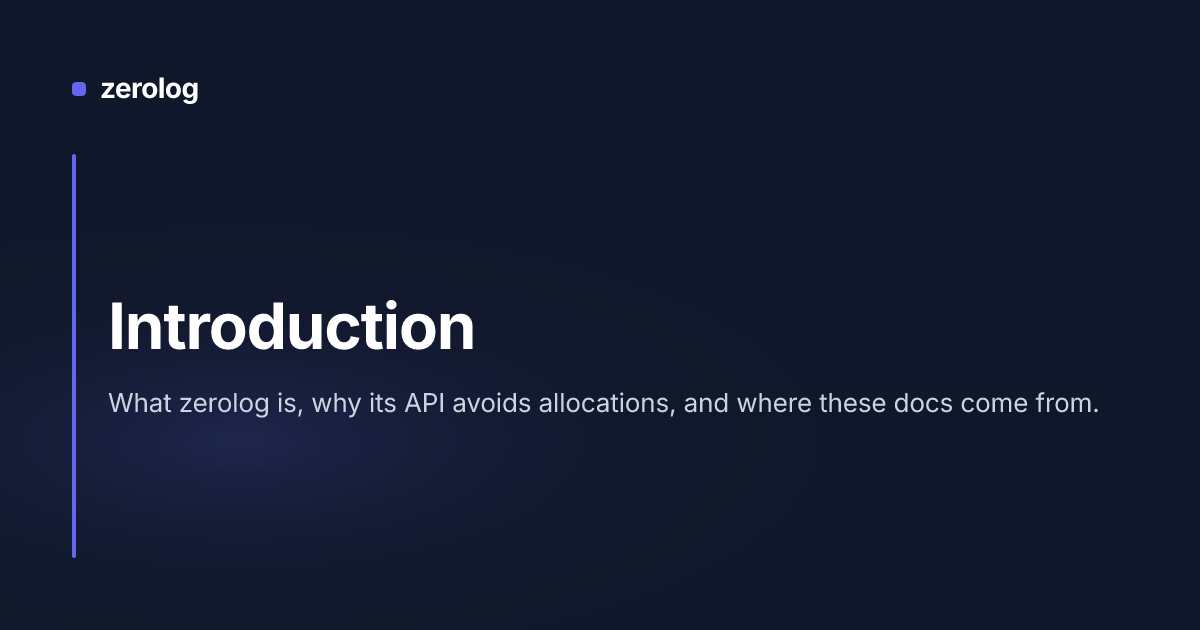 zerolog
Introduction
What zerolog is, why its API avoids allocations, and where these docs come from.